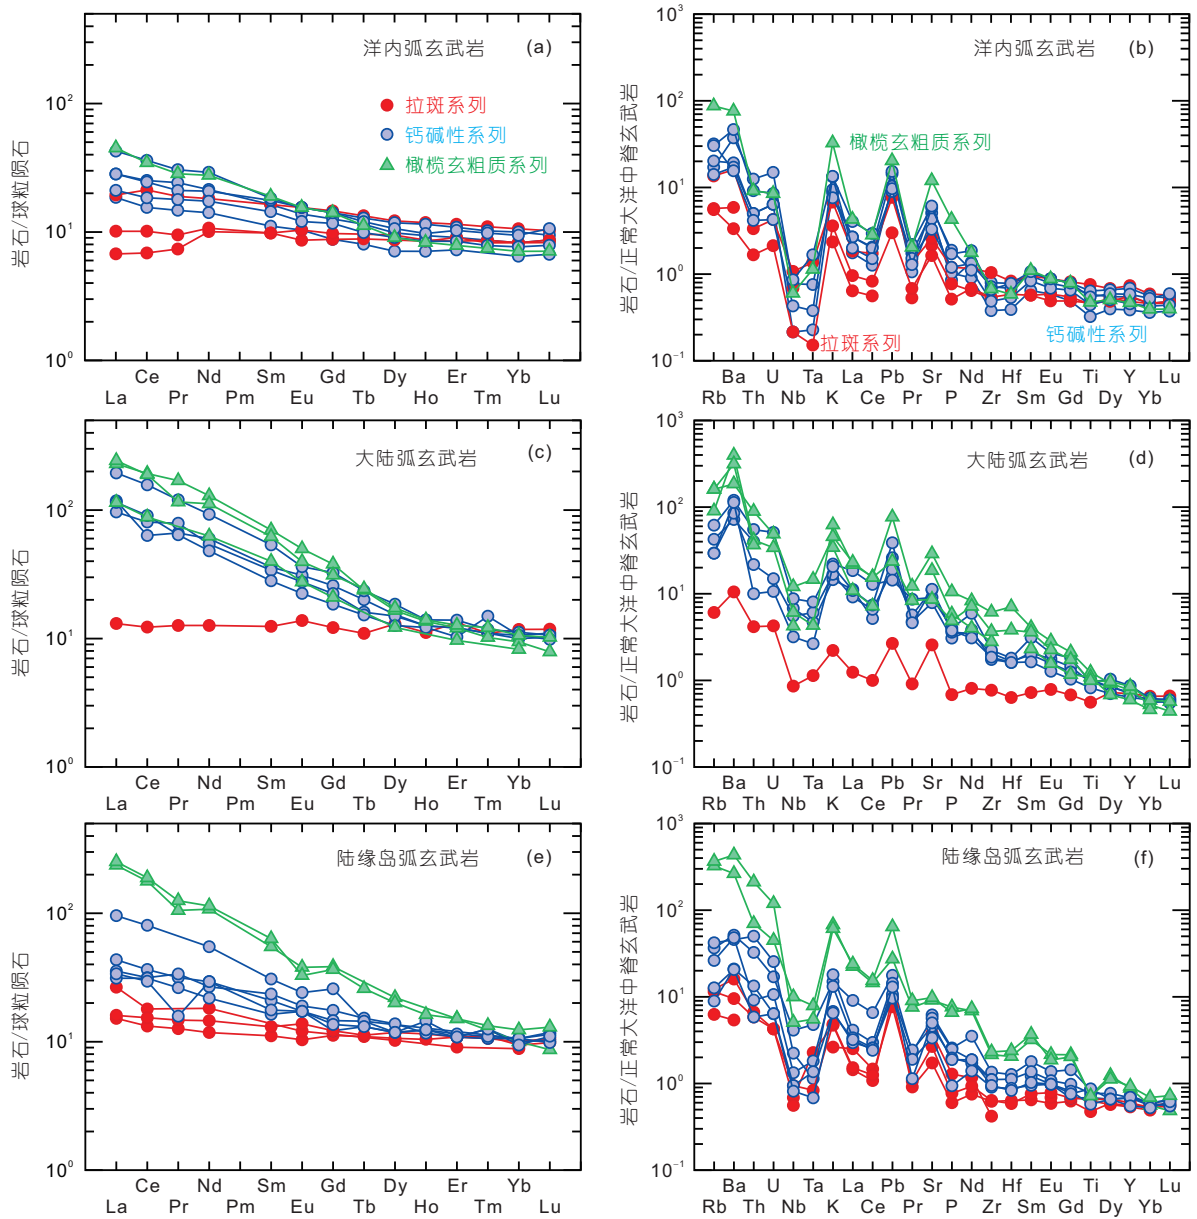 岩石/球粒陨石
10²
10¹
10⁰
洋内弧玄武岩 (a)
拉斑系列
钙碱性系列
橄榄玄粗质系列
Ce Nd Sm Gd Dy Er Yb
La Pr Pm Eu Tb Ho Tm Lu
岩石/正常大洋中脊玄武岩
10³
10²
10¹
10⁰
10⁻¹
洋内弧玄武岩 (b)
橄榄玄粗质系列
拉斑系列
钙碱性系列
Ba U Ta La Pb Sr Nd Hf Eu Ti Y Lu
Rb Th Nb K Ce Pr P Zr Sm Gd Dy Yb
岩石/球粒陨石
10²
10¹
10⁰
大陆弧玄武岩 (c)
Ce Nd Sm Gd Dy Er Yb
La Pr Pm Eu Tb Ho Tm Lu
岩石/正常大洋中脊玄武岩
10³
10²
10¹
10⁰
10⁻¹
大陆弧玄武岩 (d)
Ba U Ta La Pb Sr Nd Hf Eu Ti Y Lu
Rb Th Nb K Ce Pr P Zr Sm Gd Dy Yb
岩石/球粒陨石
10²
10¹
10⁰
陆缘岛弧玄武岩 (e)
Ce Nd Sm Gd Dy Er Yb
La Pr Pm Eu Tb Ho Tm Lu
岩石/正常大洋中脊玄武岩
10³
10²
10¹
10⁰
10⁻¹
陆缘岛弧玄武岩 (f)
Ba U Ta La Pb Sr Nd Hf Eu Ti Y Lu
Rb Th Nb K Ce Pr P Zr Sm Gd Dy Yb